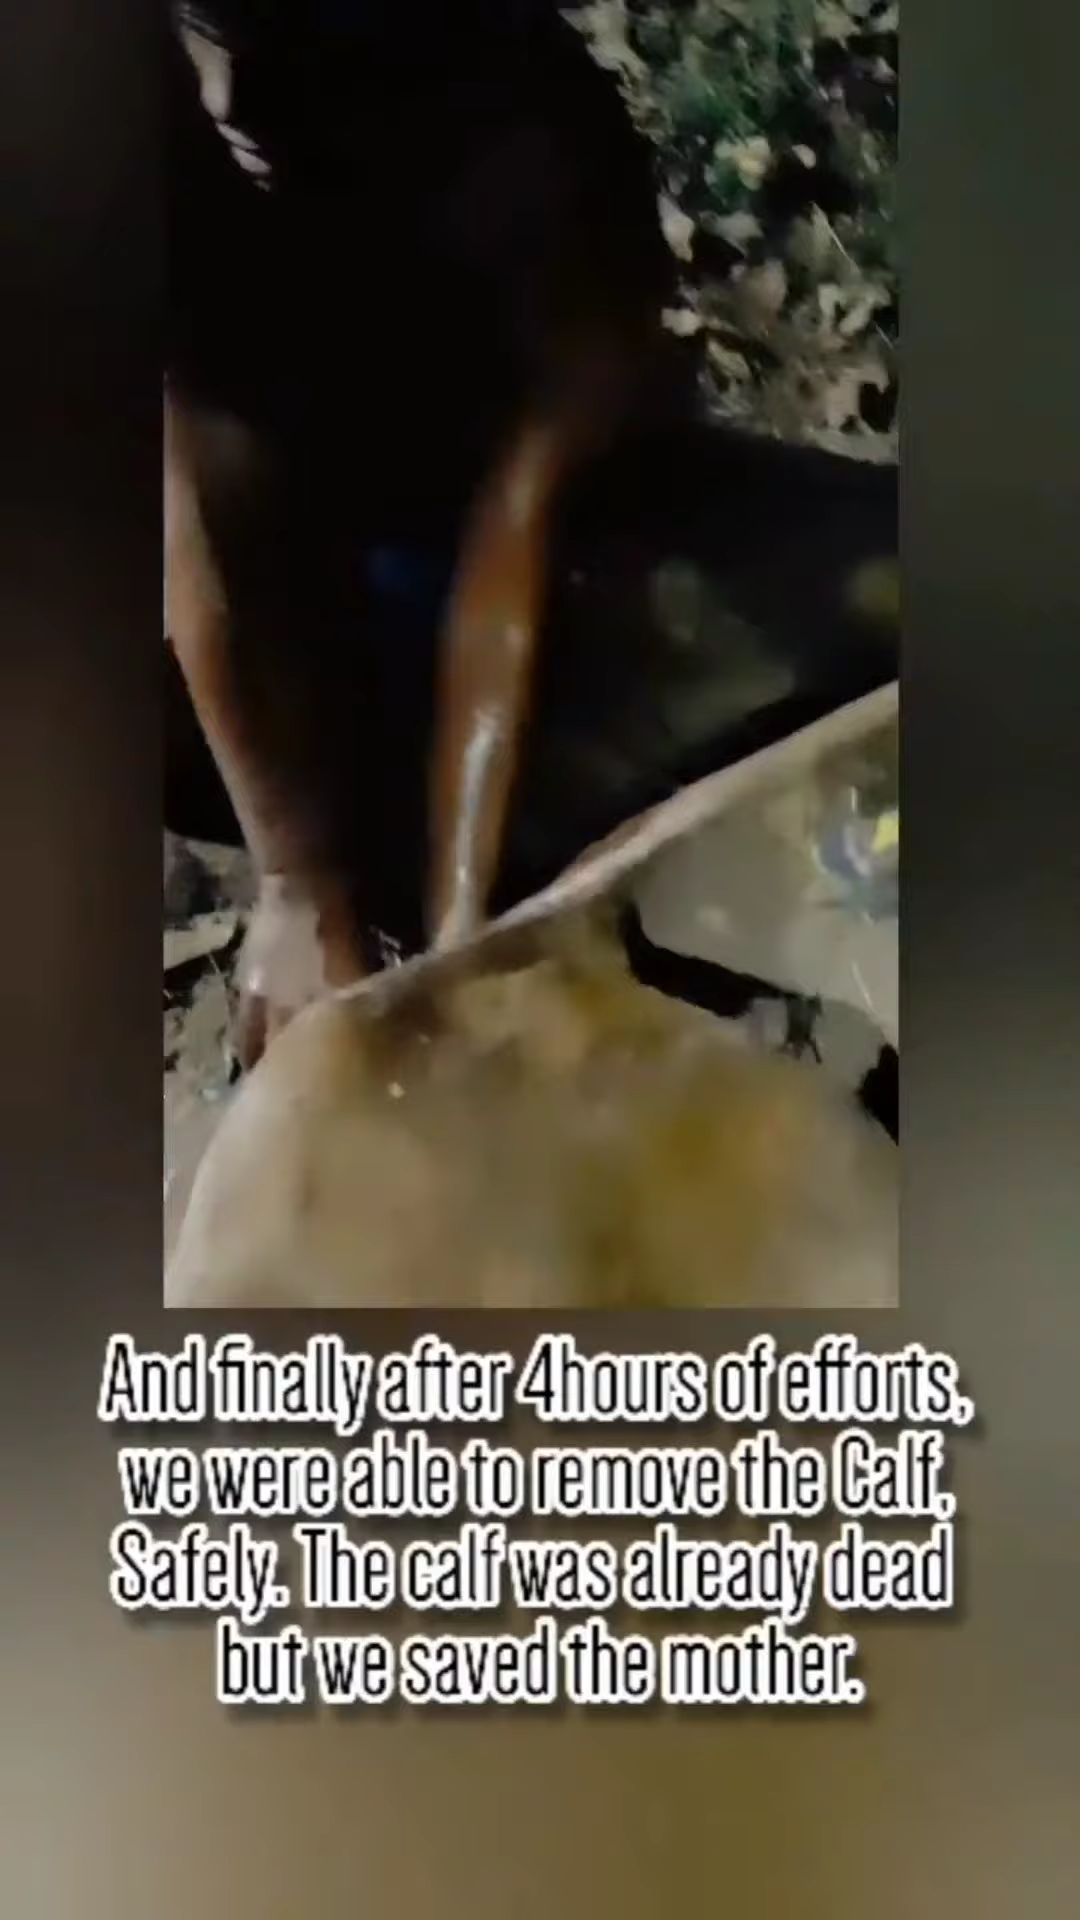 And finally after 4hours of efforts,
we were able to remove the Calf,
Safely. The calf was already dead
but we saved the mother.